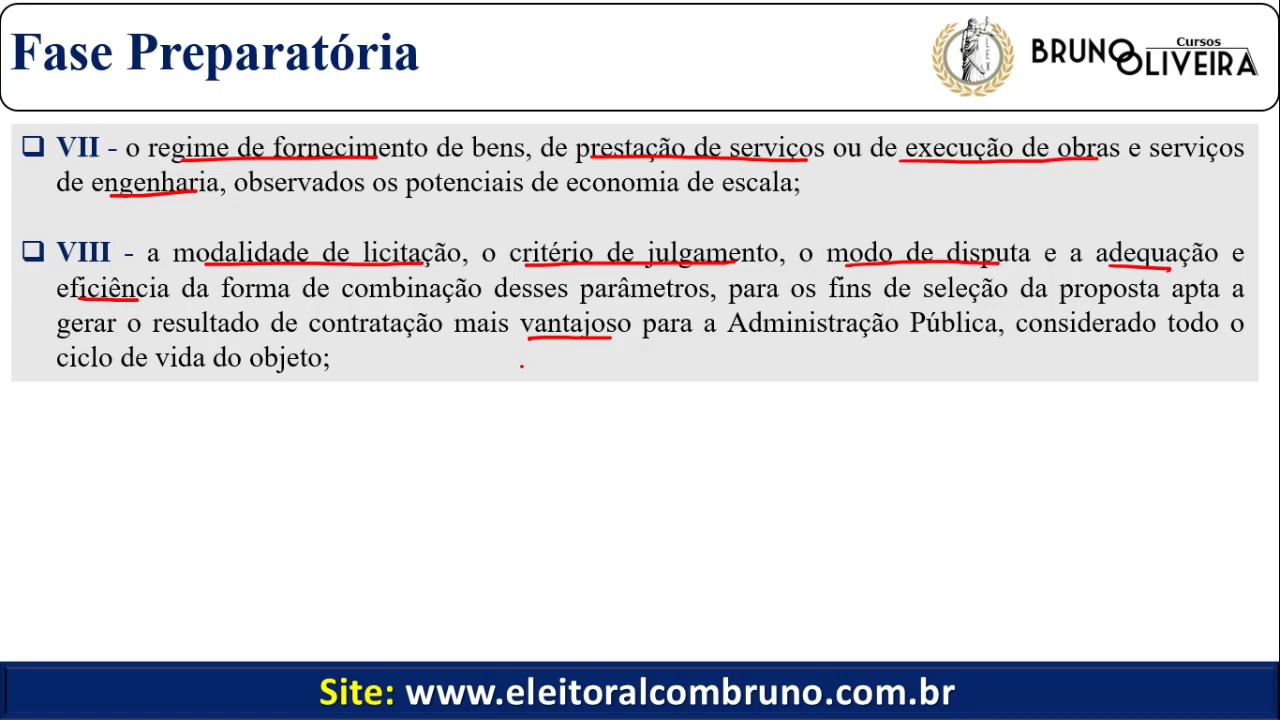 Fase Preparatória
Cursos
BRUNO
OLIVEIRA
LEX
VII - o regime de fornecimento de bens, de prestação de serviços ou de execução de obras e serviços
de engenharia, observados os potenciais de economia de escala;
VIII - a modalidade de licitação, o critério de julgamento, o modo de disputa e a adequação e
eficiência da forma de combinação desses parâmetros, para os fins de seleção da proposta apta a
gerar o resultado de contratação mais vantajoso para a Administração Pública, considerado todo o
ciclo de vida do objeto;
Site: www.eleitoralcombruno.com.br